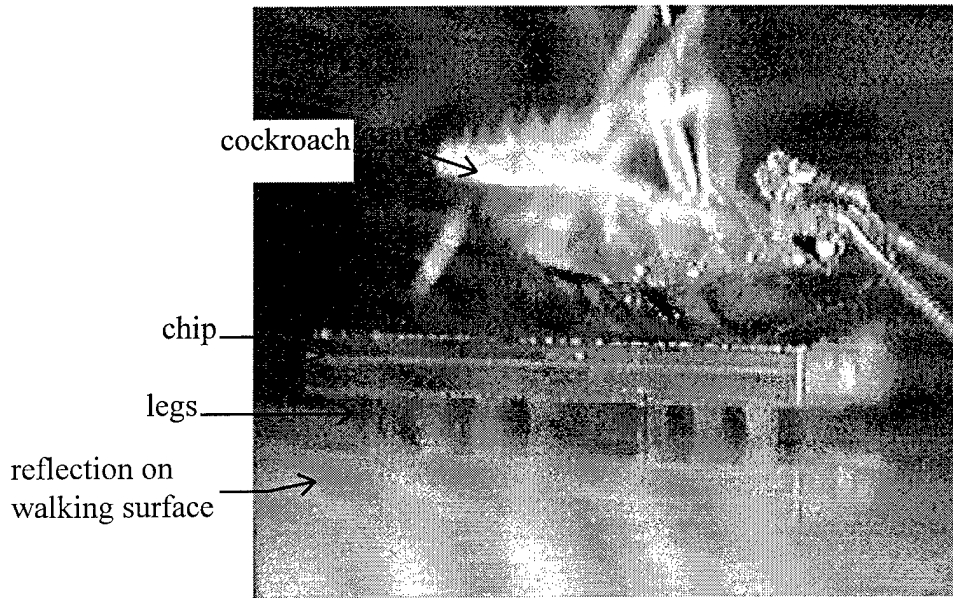 cockroach
chip
legs
reflection on
walking surface